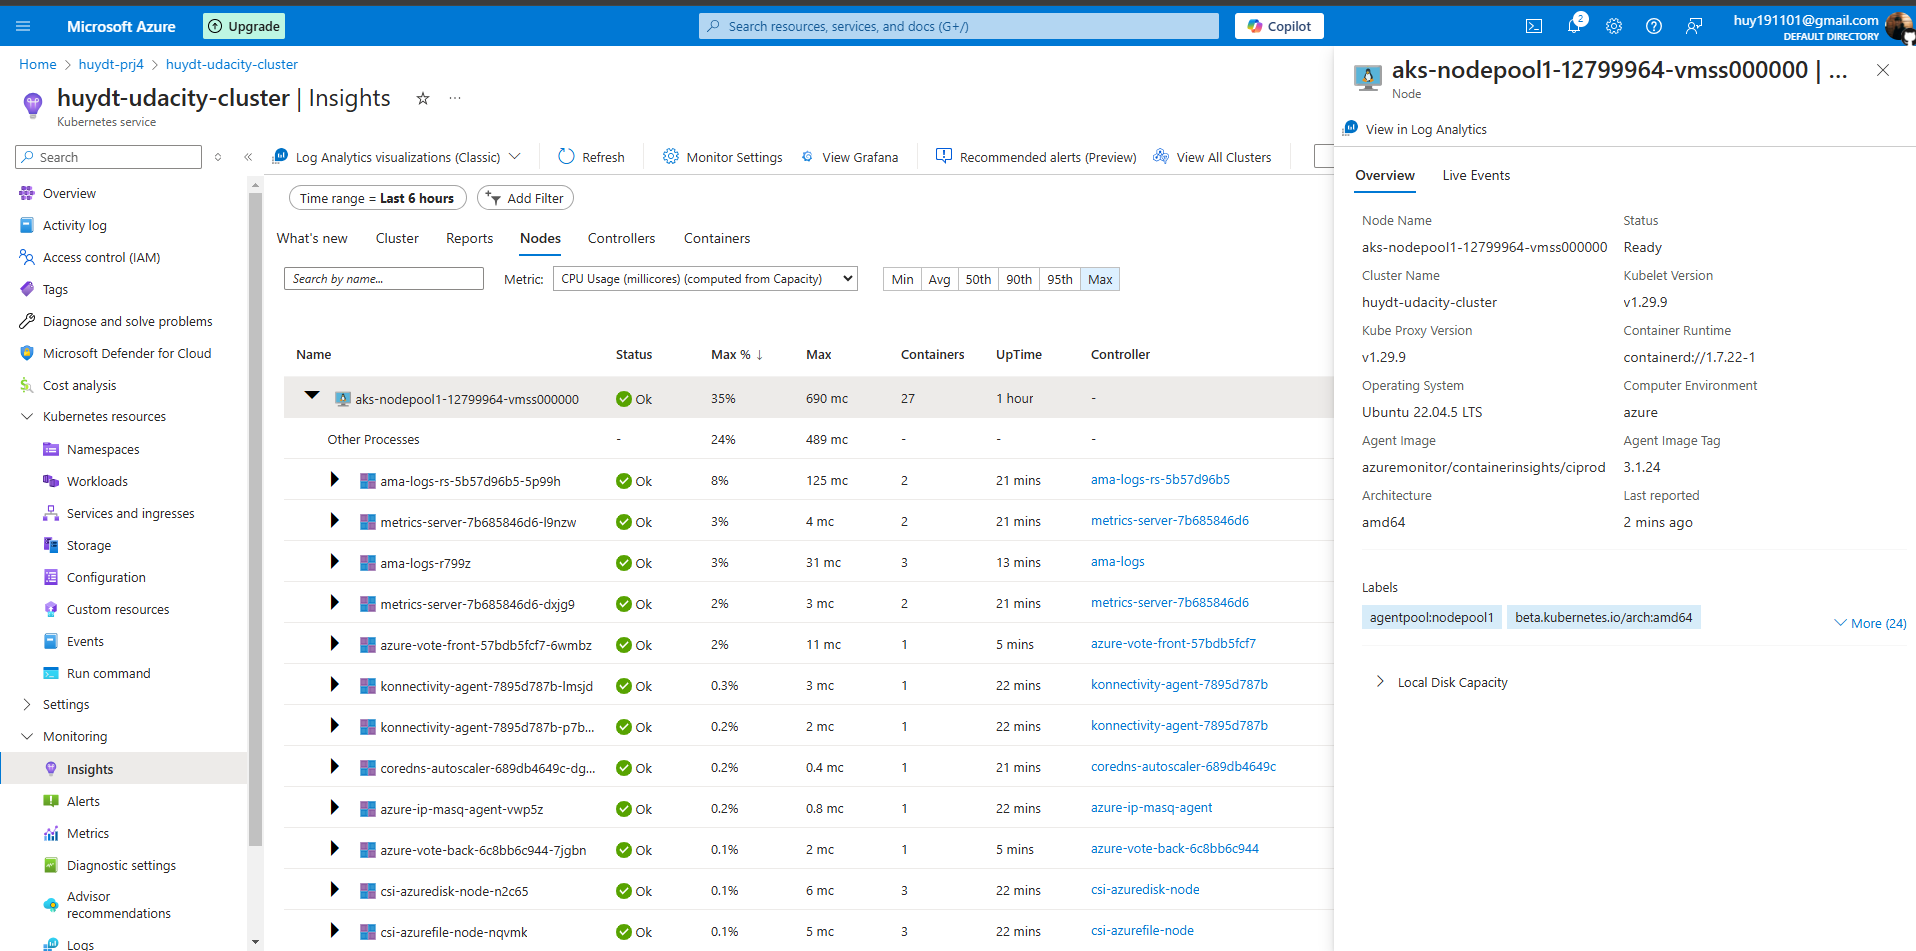 Microsoft Azure
Upgrade
Search resources, services, and docs (G+/)
Copilot
2
huy191101@gmail.com
DEFAULT DIRECTORY
Home > huydt-prj4 > huydt-udacity-cluster
huydt-udacity-cluster | Insights
Kubernetes service
Search
Overview
Activity log
Access control (IAM)
Tags
Diagnose and solve problems
Microsoft Defender for Cloud
Cost analysis
Kubernetes resources
Namespaces
Workloads
Services and ingresses
Storage
Configuration
Custom resources
Events
Run command
Settings
Monitoring
Insights
Alerts
Metrics
Diagnostic settings
Advisor
recommendations
Logs
Log Analytics visualizations (Classic) Refresh Monitor Settings View Grafana Recommended alerts (Preview) View All Clusters
Time range = Last 6 hours Add Filter
What's new Cluster Reports Nodes Controllers Containers
Search by name... Metric: CPU Usage (millicores) (computed from Capacity) Min Avg 50th 90th 95th Max
Name Status Max % ↓ Max Containers UpTime Controller
aks-nodepool1-12799964-vmss000000 Ok 35% 690 mc 27 1 hour -
Other Processes - 24% 489 mc - - -
ama-logs-rs-5b57d96b5-5p99h Ok 8% 125 mc 2 21 mins ama-logs-rs-5b57d96b5
metrics-server-7b685846d6-l9nzw Ok 3% 4 mc 2 21 mins metrics-server-7b685846d6
ama-logs-r799z Ok 3% 31 mc 3 13 mins ama-logs
metrics-server-7b685846d6-dxjg9 Ok 2% 3 mc 2 21 mins metrics-server-7b685846d6
azure-vote-front-57bdb5fcf7-6wmbz Ok 2% 11 mc 1 5 mins azure-vote-front-57bdb5fcf7
konnectivity-agent-7895d787b-lmsjd Ok 0.3% 3 mc 1 22 mins konnectivity-agent-7895d787b
konnectivity-agent-7895d787b-p7b... Ok 0.2% 2 mc 1 22 mins konnectivity-agent-7895d787b
coredns-autoscaler-689db4649c-dg... Ok 0.2% 0.4 mc 1 21 mins coredns-autoscaler-689db4649c
azure-ip-masq-agent-vwp5z Ok 0.2% 0.8 mc 1 22 mins azure-ip-masq-agent
azure-vote-back-6c8bb6c944-7jgbn Ok 0.1% 2 mc 1 5 mins azure-vote-back-6c8bb6c944
csi-azuredisk-node-n2c65 Ok 0.1% 6 mc 3 22 mins csi-azuredisk-node
csi-azurefile-node-nqvmk Ok 0.1% 5 mc 3 22 mins csi-azurefile-node
aks-nodepool1-12799964-vmss000000 | ...
Node
View in Log Analytics
Overview Live Events
Node Name Status
aks-nodepool1-12799964-vmss000000 Ready
Cluster Name Kubelet Version
huydt-udacity-cluster v1.29.9
Kube Proxy Version Container Runtime
v1.29.9 containerd://1.7.22-1
Operating System Computer Environment
Ubuntu 22.04.5 LTS azure
Agent Image Agent Image Tag
azuremonitor/containerinsights/ciprod 3.1.24
Architecture Last reported
amd64 2 mins ago
Labels
agentpool:nodepool1 beta.kubernetes.io/arch:amd64
More (24)
Local Disk Capacity